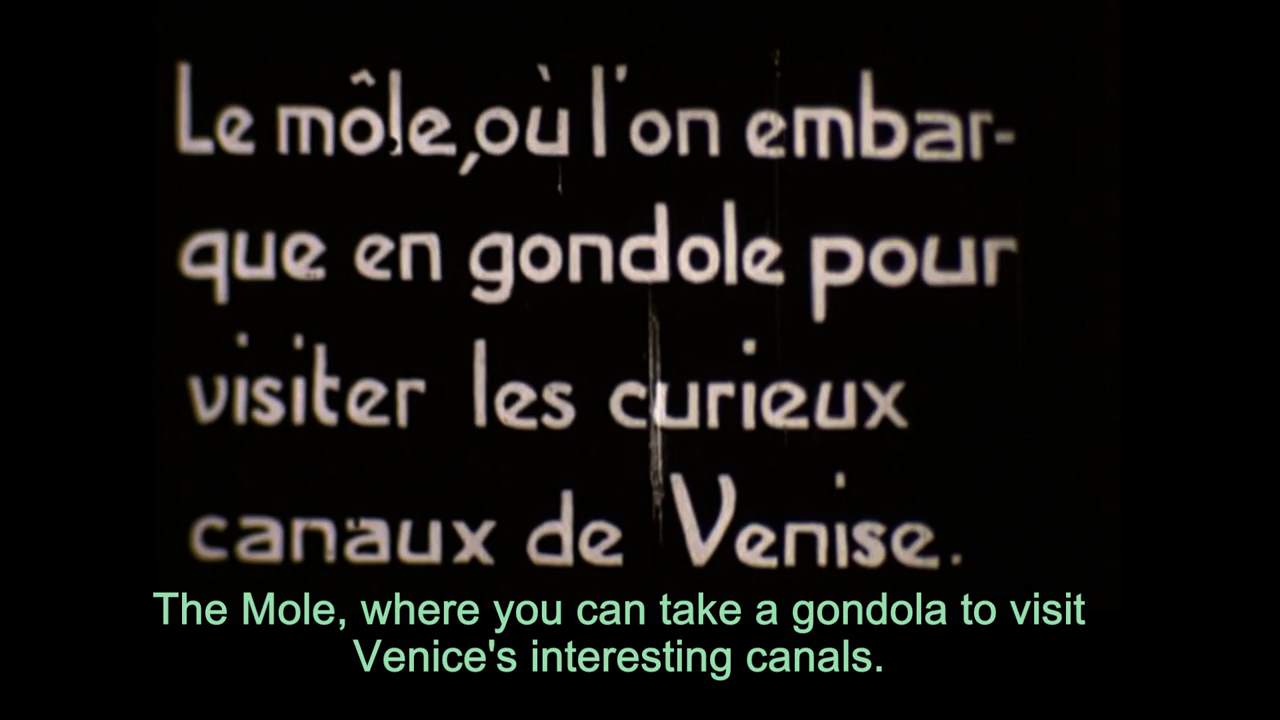 Le môle, où l'on embar-
que en gondole pour
visiter les curieux
canaux de Venise.
The Mole, where you can take a gondola to visit
Venice's interesting canals.